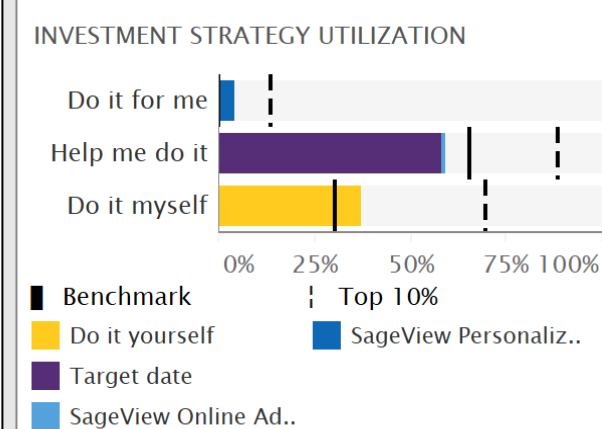 INVESTMENT STRATEGY UTILIZATION
Do it for me
Help me do it
Do it myself
0% 25% 50% 75% 100%
Benchmark Top 10%
Do it yourself SageView Personaliz..
Target date
SageView Online Ad..